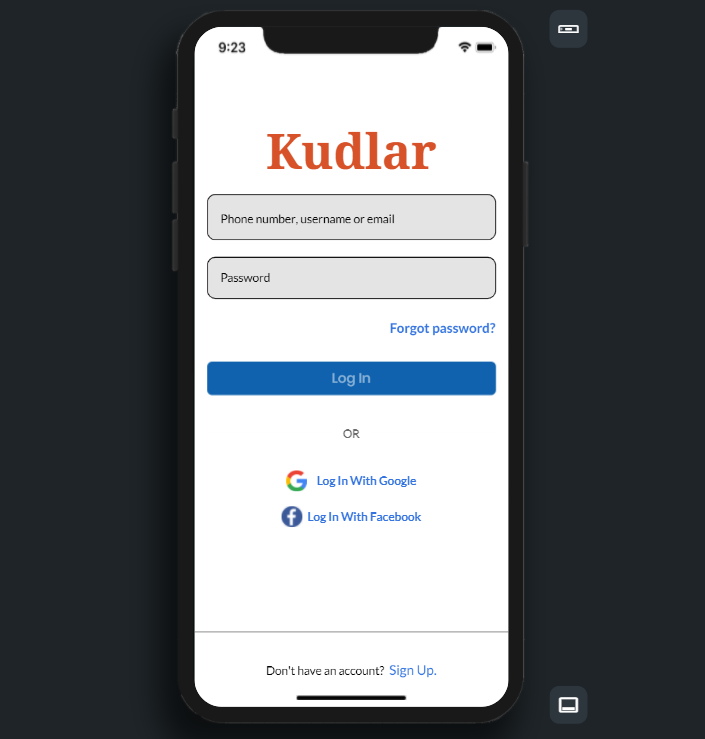 9:23
Kudlar
Phone number, username or email
Password
Forgot password?
Log In
OR
Log In With Google
Log In With Facebook
Don't have an account? Sign Up.